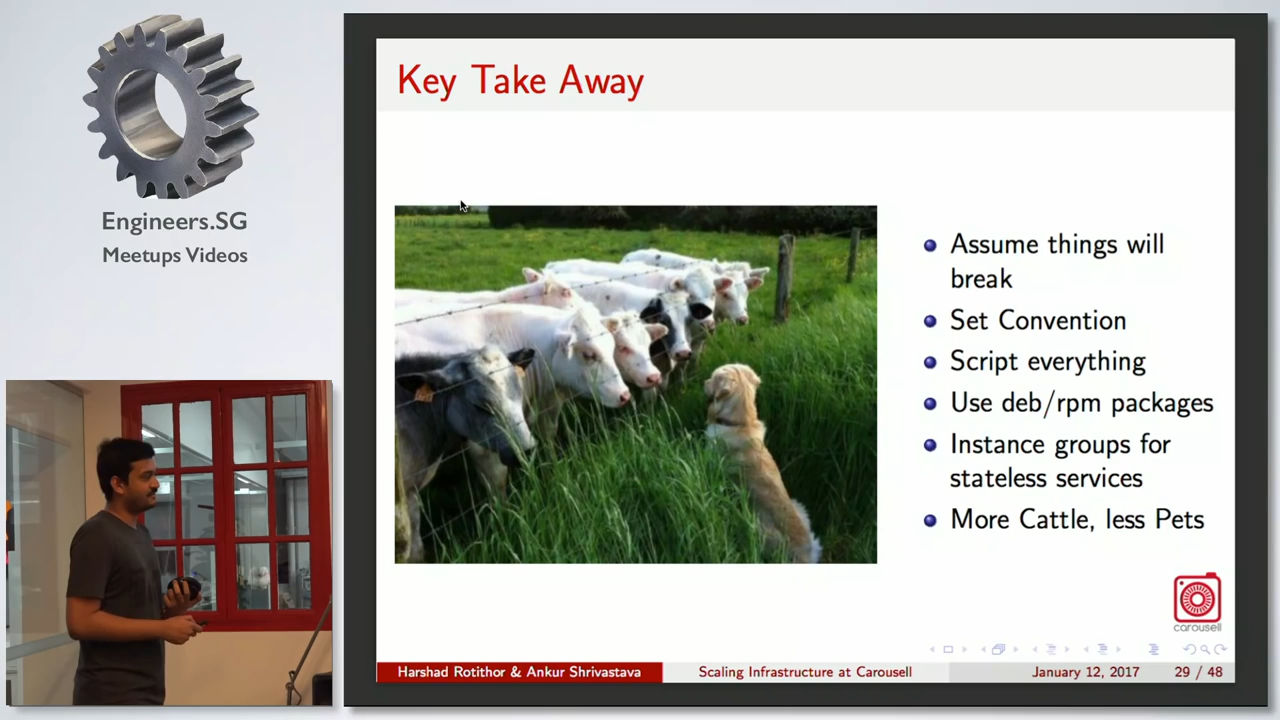 Engineers.SG
Meetups Videos
Key Take Away
Assume things will
break
Set Convention
Script everything
Use deb/rpm packages
Instance groups for
stateless services
More Cattle, less Pets
carousell
Harshad Rotithor & Ankur Shrivastava
Scaling Infrastructure at Carousell
January 12, 2017
29 / 48